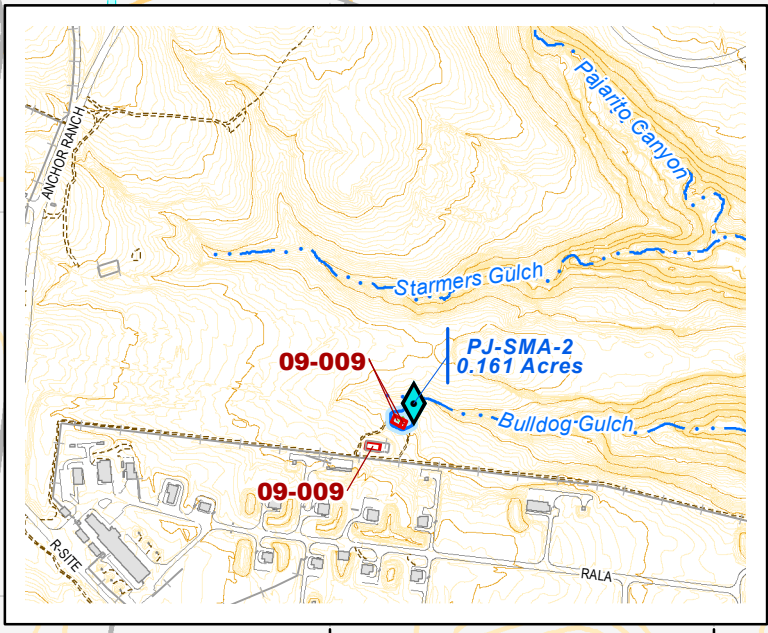 Pajarito Canyon
ANCHOR RANCH
Starmers Gulch
PJ-SMA-2
0.161 Acres
09-009
Bulldog Gulch
09-009
R-SITE
RALA